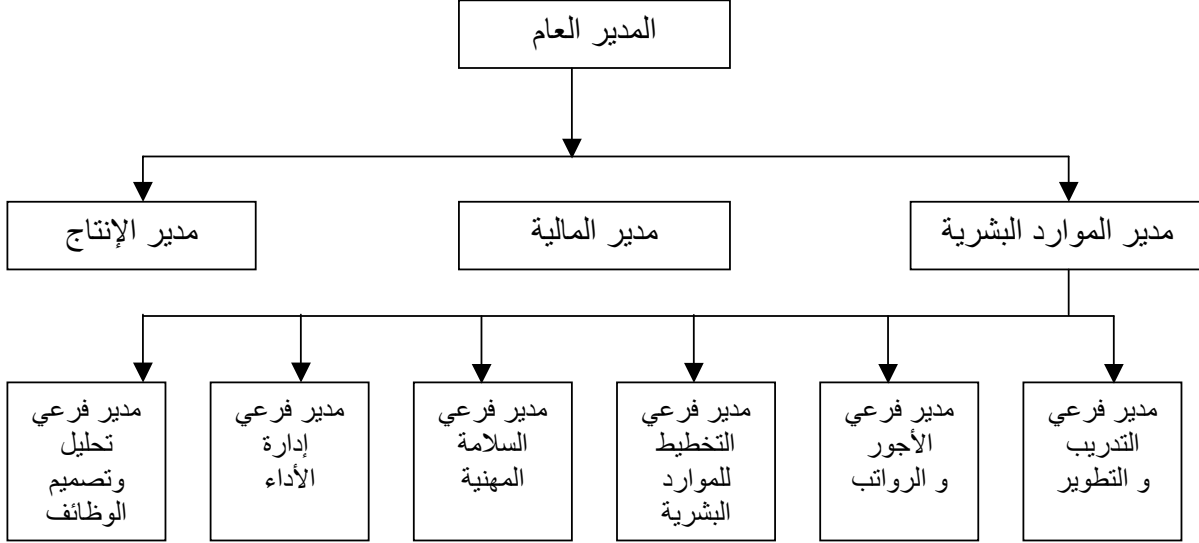 المدير العام
مدير الموارد البشرية
مدير المالية
مدير الإنتاج
مدير فرعي
التدريب
و التطوير
مدير فرعي
الأجور
و الرواتب
مدير فرعي
التخطيط
للموارد
البشرية
مدير فرعي
السلامة
المهنية
مدير فرعي
إدارة
الأداء
مدير فرعي
تحليل
وتصميم
الوظائف